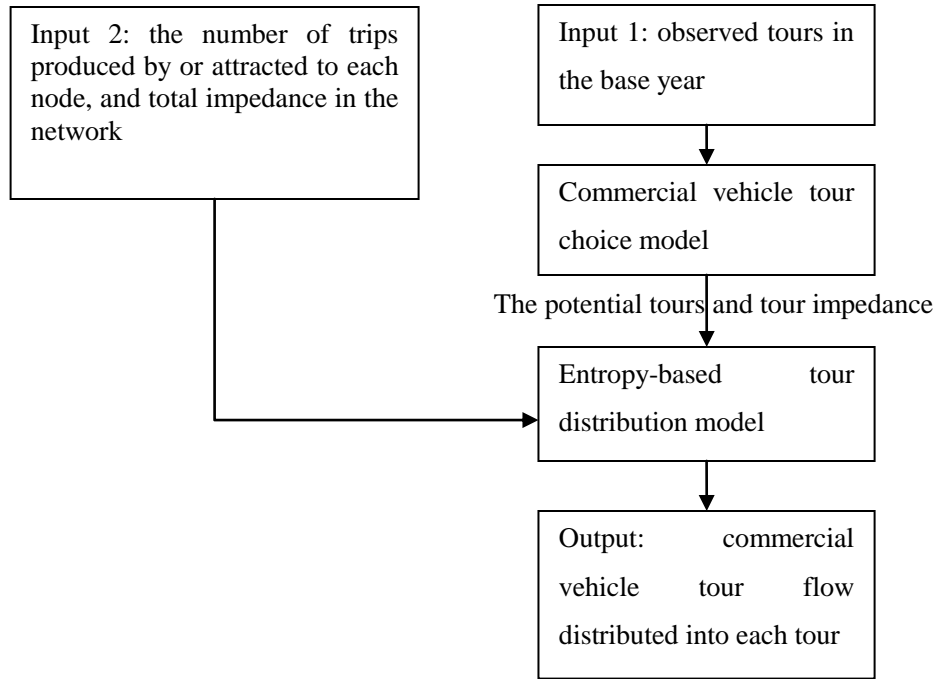 Input 2: the number of trips
produced by or attracted to each
node, and total impedance in the
network
Input 1: observed tours in
the base year
Commercial vehicle tour
choice model
The potential tours and tour impedance
Entropy-based tour
distribution model
Output: commercial
vehicle tour flow
distributed into each tour